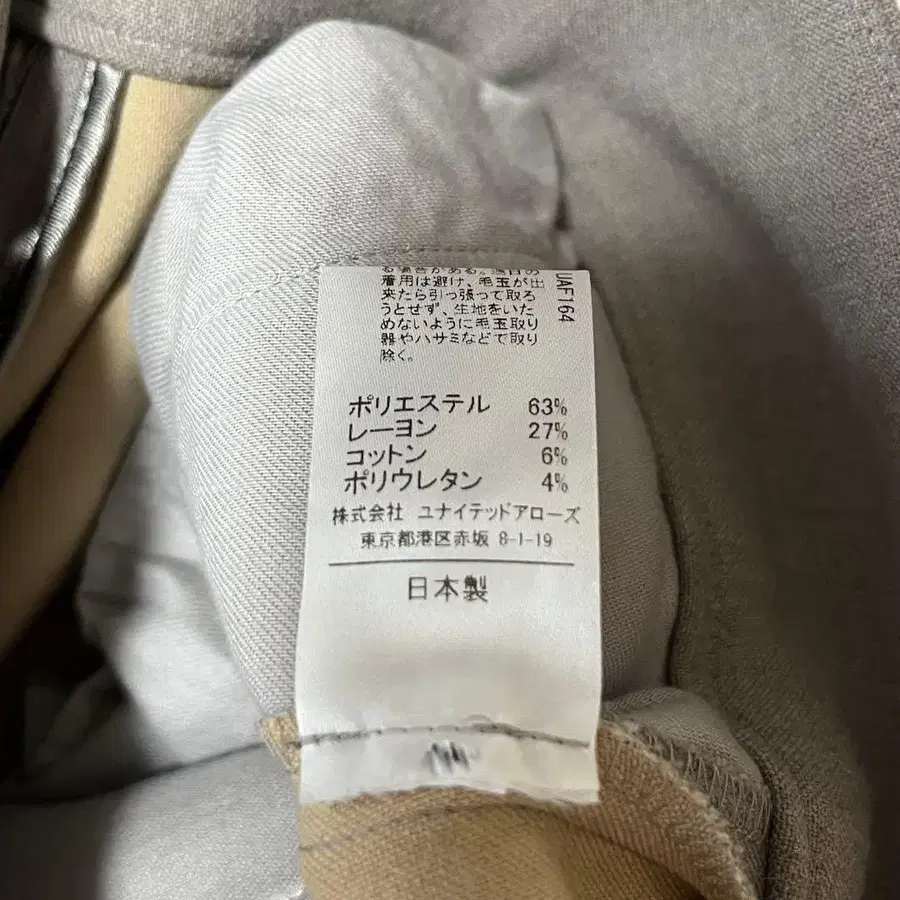 る場合がある。連日の
着用は避け、毛玉が出
来たら引っ張って取ろ
うとせず、生地をいた
めないように毛玉取り
器やハサミなどで取り
除く。
UAF164
ポリエステル 63%
レーヨン 27%
コットン 6%
ポリウレタン 4%
株式会社 ユナイテッドアローズ
東京都港区赤坂 8-1-19
日本製